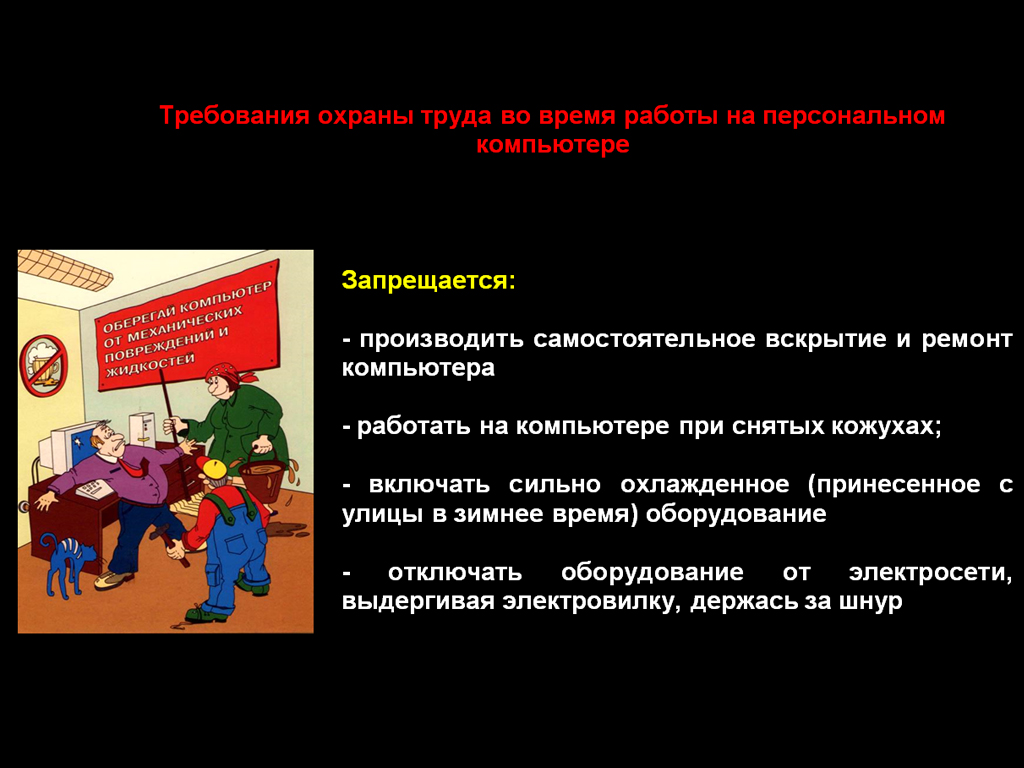 Требования охраны труда во время работы на персональном
компьютере
ОБЕРЕГАЙ КОМПЬЮТЕР
ОТ МЕХАНИЧЕСКИХ
ПОВРЕЖДЕНИЙ И
ЖИДКОСТЕЙ
Запрещается:
- производить самостоятельное вскрытие и ремонт
компьютера
- работать на компьютере при снятых кожухах;
- включать сильно охлажденное (принесенное с
улицы в зимнее время) оборудование
- отключать оборудование от электросети,
выдергивая электровилку, держась за шнур